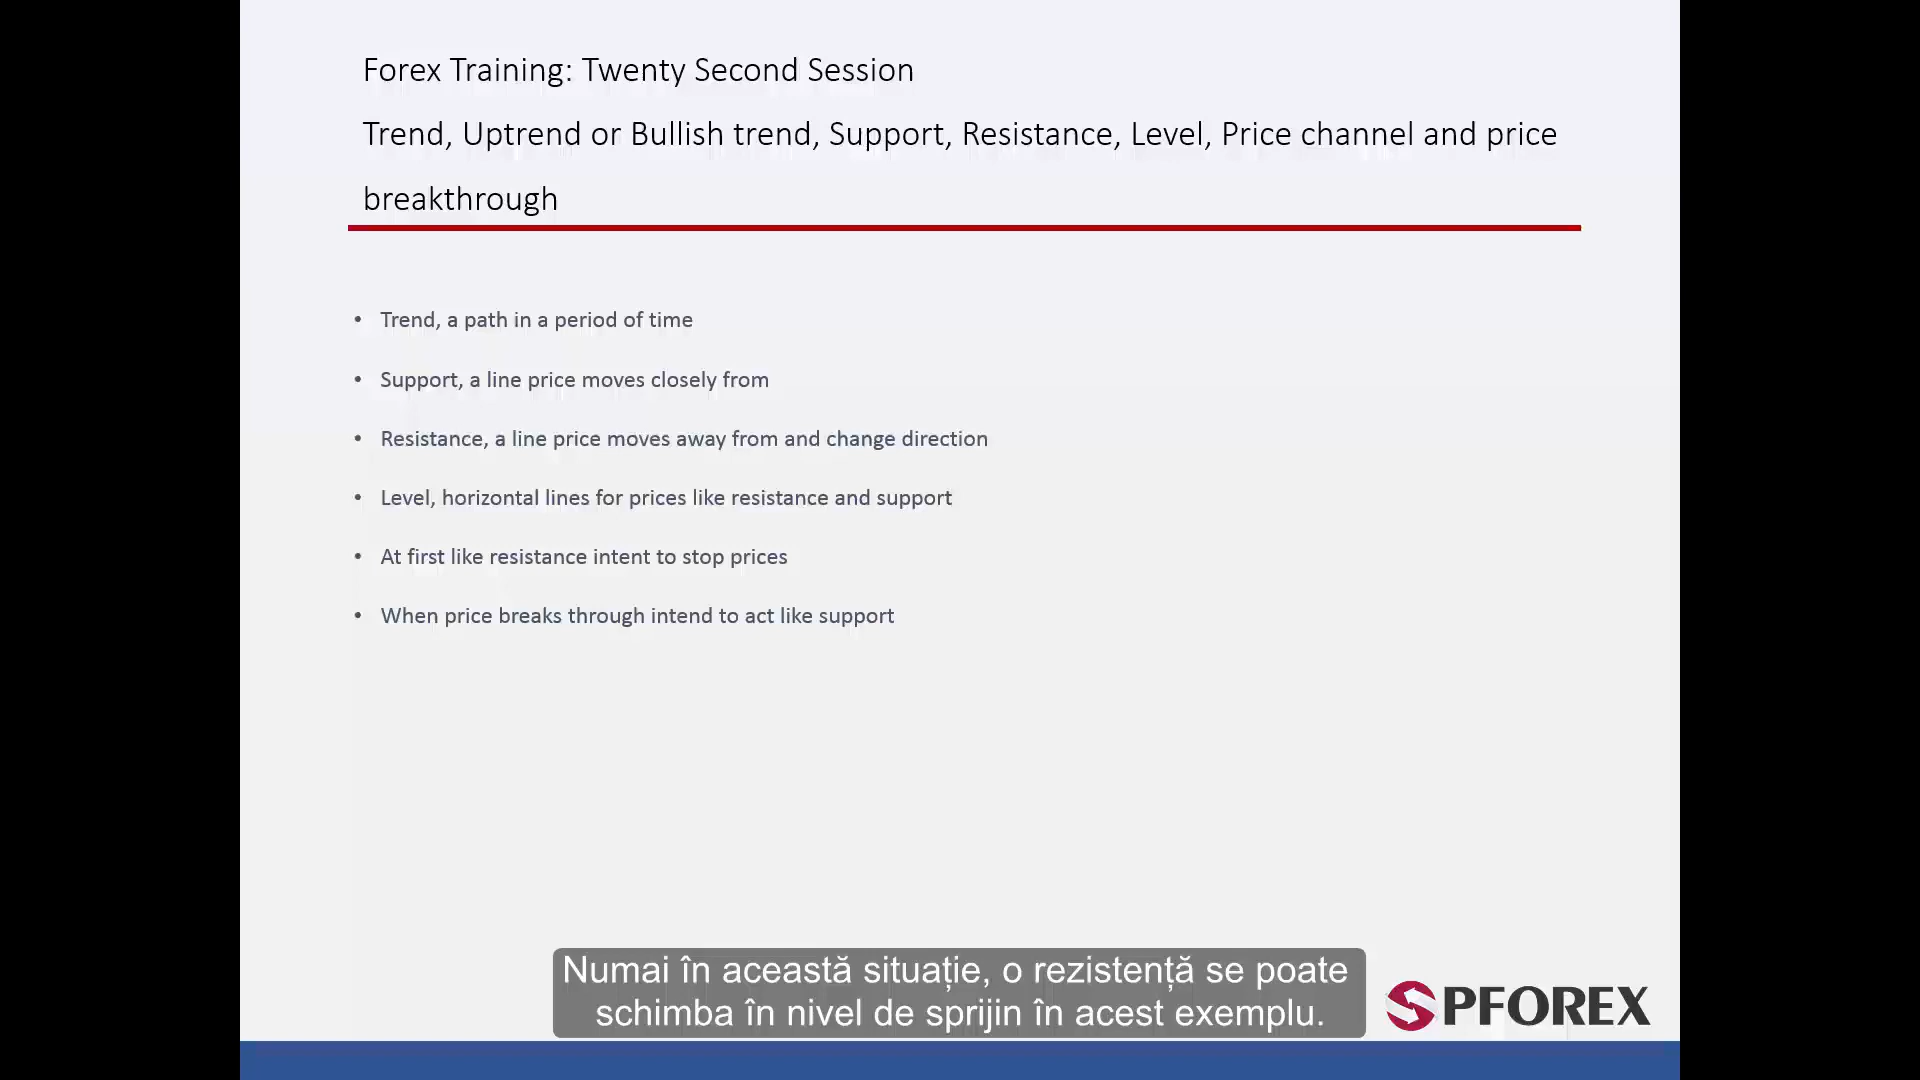 Forex Training: Twenty Second Session
Trend, Uptrend or Bullish trend, Support, Resistance, Level, Price channel and price
breakthrough
• Trend, a path in a period of time
• Support, a line price moves closely from
• Resistance, a line price moves away from and change direction
• Level, horizontal lines for prices like resistance and support
• At first like resistance intent to stop prices
• When price breaks through intend to act like support
Numai în această situație, o rezistență se poate
schimba în nivel de sprijin în acest exemplu.
PFOREX